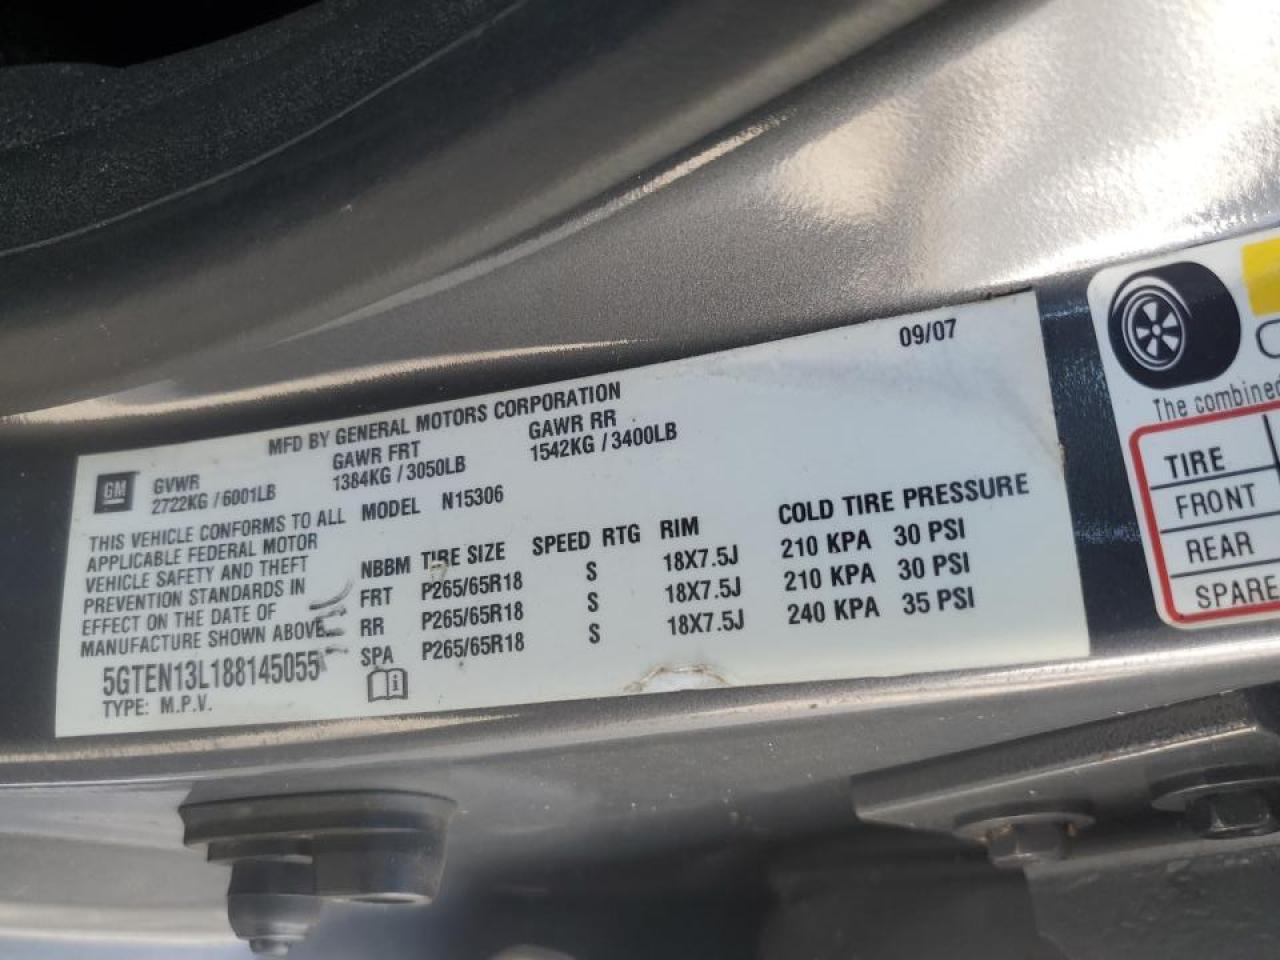 09/07
MFD BY GENERAL MOTORS CORPORATION
GM
GVWR GAWR FRT GAWR RR
2722KG / 6001LB 1384KG / 3050LB 1542KG / 3400LB
THIS VEHICLE CONFORMS TO ALL
APPLICABLE FEDERAL MOTOR
VEHICLE SAFETY AND THEFT
PREVENTION STANDARDS IN
EFFECT ON THE DATE OF
MANUFACTURE SHOWN ABOVE.
5GTEN13L188145055
TYPE: M.P.V.
MODEL N15306
NBBM TIRE SIZE SPEED RTG RIM COLD TIRE PRESSURE
FRT P265/65R18 S 18X7.5J 210 KPA 30 PSI
RR P265/65R18 S 18X7.5J 210 KPA 30 PSI
SPA P265/65R18 S 18X7.5J 240 KPA 35 PSI
i
The combined
TIRE
FRONT
REAR
SPARE